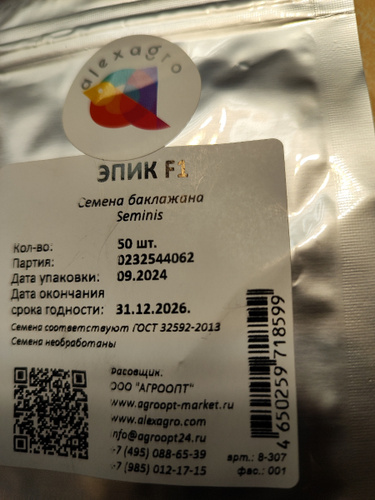 alexagro
ЭПИК F1
Семена баклажана
Seminis
Кол-во: 50 шт.
Партия: 0232544062
Дата упаковки: 09.2024
Дата окончания
срока годности: 31.12.2026.
Семена соответствуют ГОСТ 32592-2013
Семена необработаны
Фасовщик:
ООО "АГРООПТ"
www.agroopt-market.ru
www.alexagro.com
info@agroopt24.ru
+7 (495) 088-65-39
+7 (985) 012-17-15
4 650259 718599
арт.: 8-307
фас.: 001